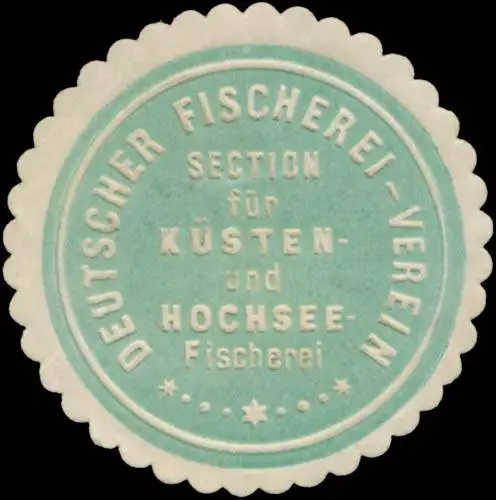 DEUTSCHER FISCHEREI-VEREIN
SECTION
für
KÜSTEN-
und
HOCHSEE-
Fischerei